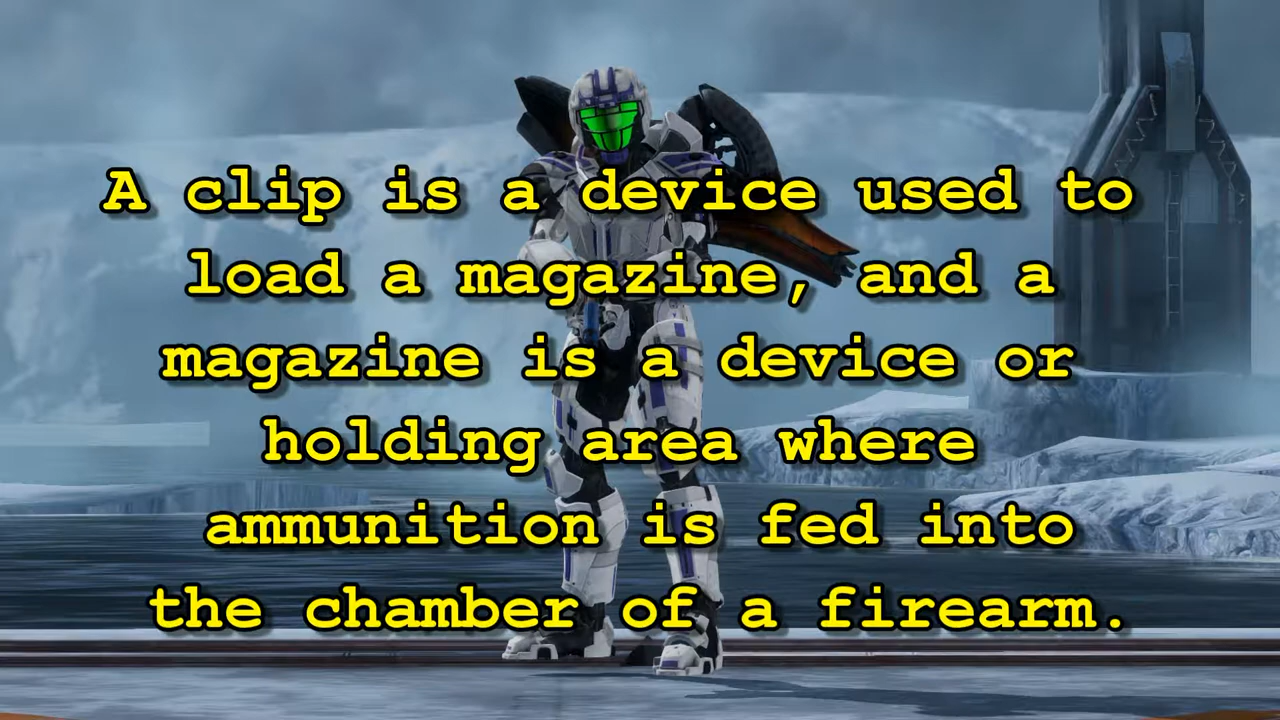 A clip is a device used to
load a magazine, and a
magazine is a device or
holding area where
ammunition is fed into
the chamber of a firearm.